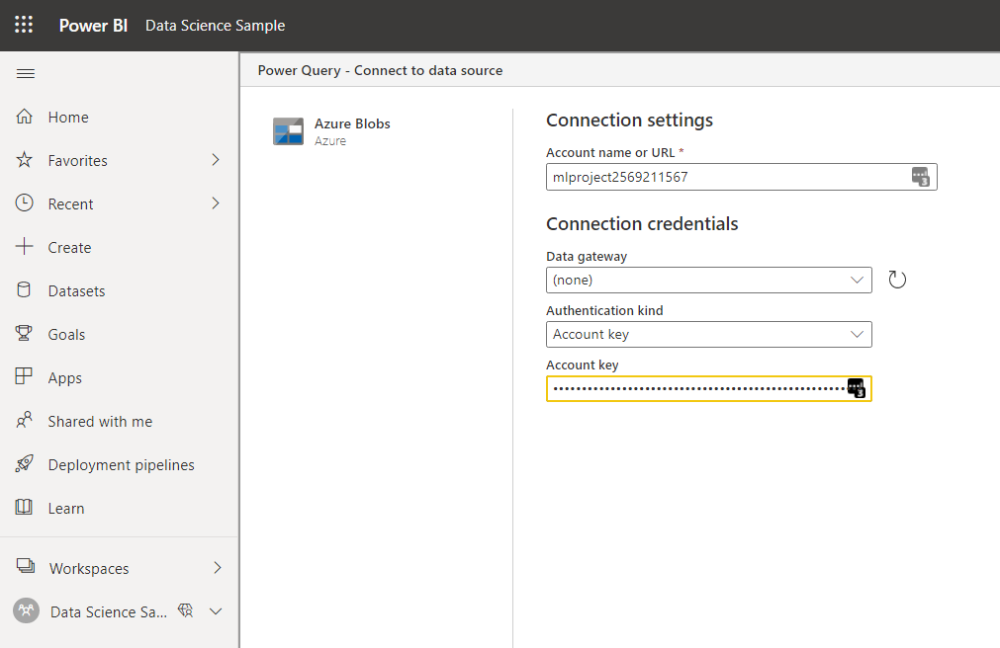 Power BI Data Science Sample
Power Query - Connect to data source
Home
Favorites
Recent
Create
Datasets
Goals
Apps
Shared with me
Deployment pipelines
Learn
Workspaces
Data Science Sa...
Azure Blobs
Azure
Connection settings
Account name or URL *
mlproject2569211567
3
Connection credentials
Data gateway
(none)
Authentication kind
Account key
Account key
••••••••••••••••••••••••••••••••••••••••••••••••••••
3